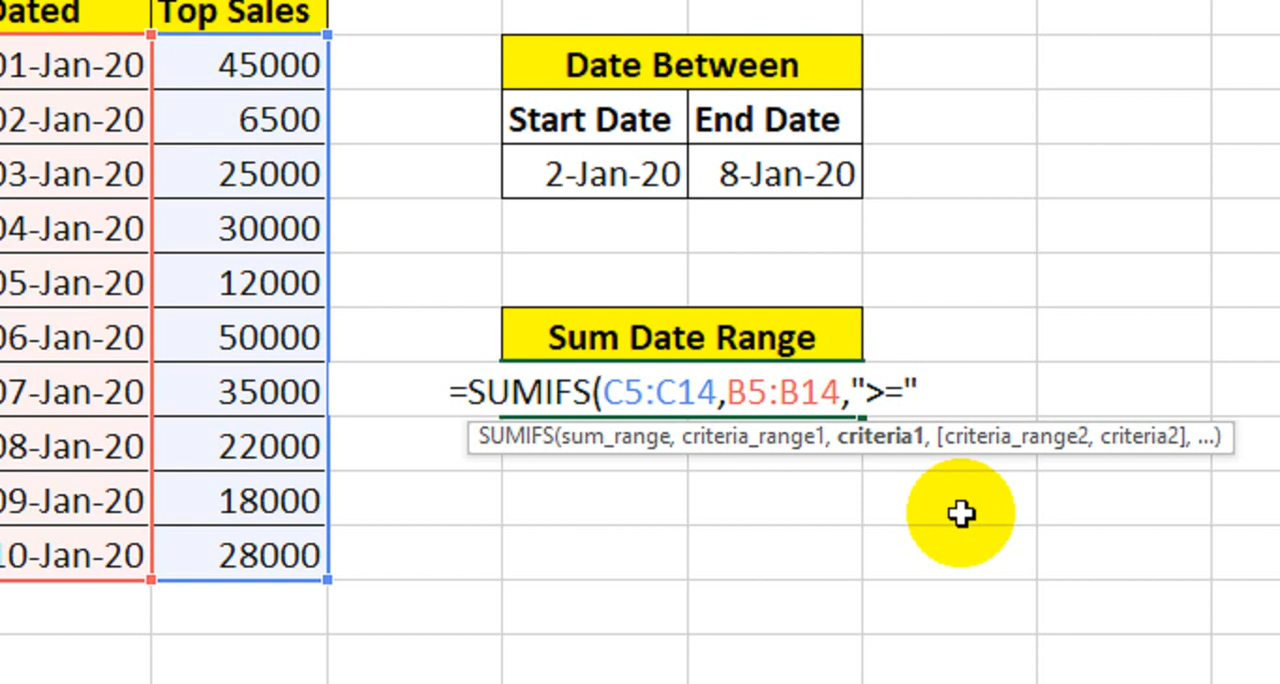 Dated Top Sales
01-Jan-20 45000 Date Between
02-Jan-20 6500 Start Date End Date
03-Jan-20 25000 2-Jan-20 8-Jan-20
04-Jan-20 30000
05-Jan-20 12000
06-Jan-20 50000 Sum Date Range
07-Jan-20 35000 =SUMIFS(C5:C14,B5:B14,">="
SUMIFS(sum_range, criteria_range1, criteria1, [criteria_range2, criteria2], ...)
08-Jan-20 22000
09-Jan-20 18000
10-Jan-20 28000